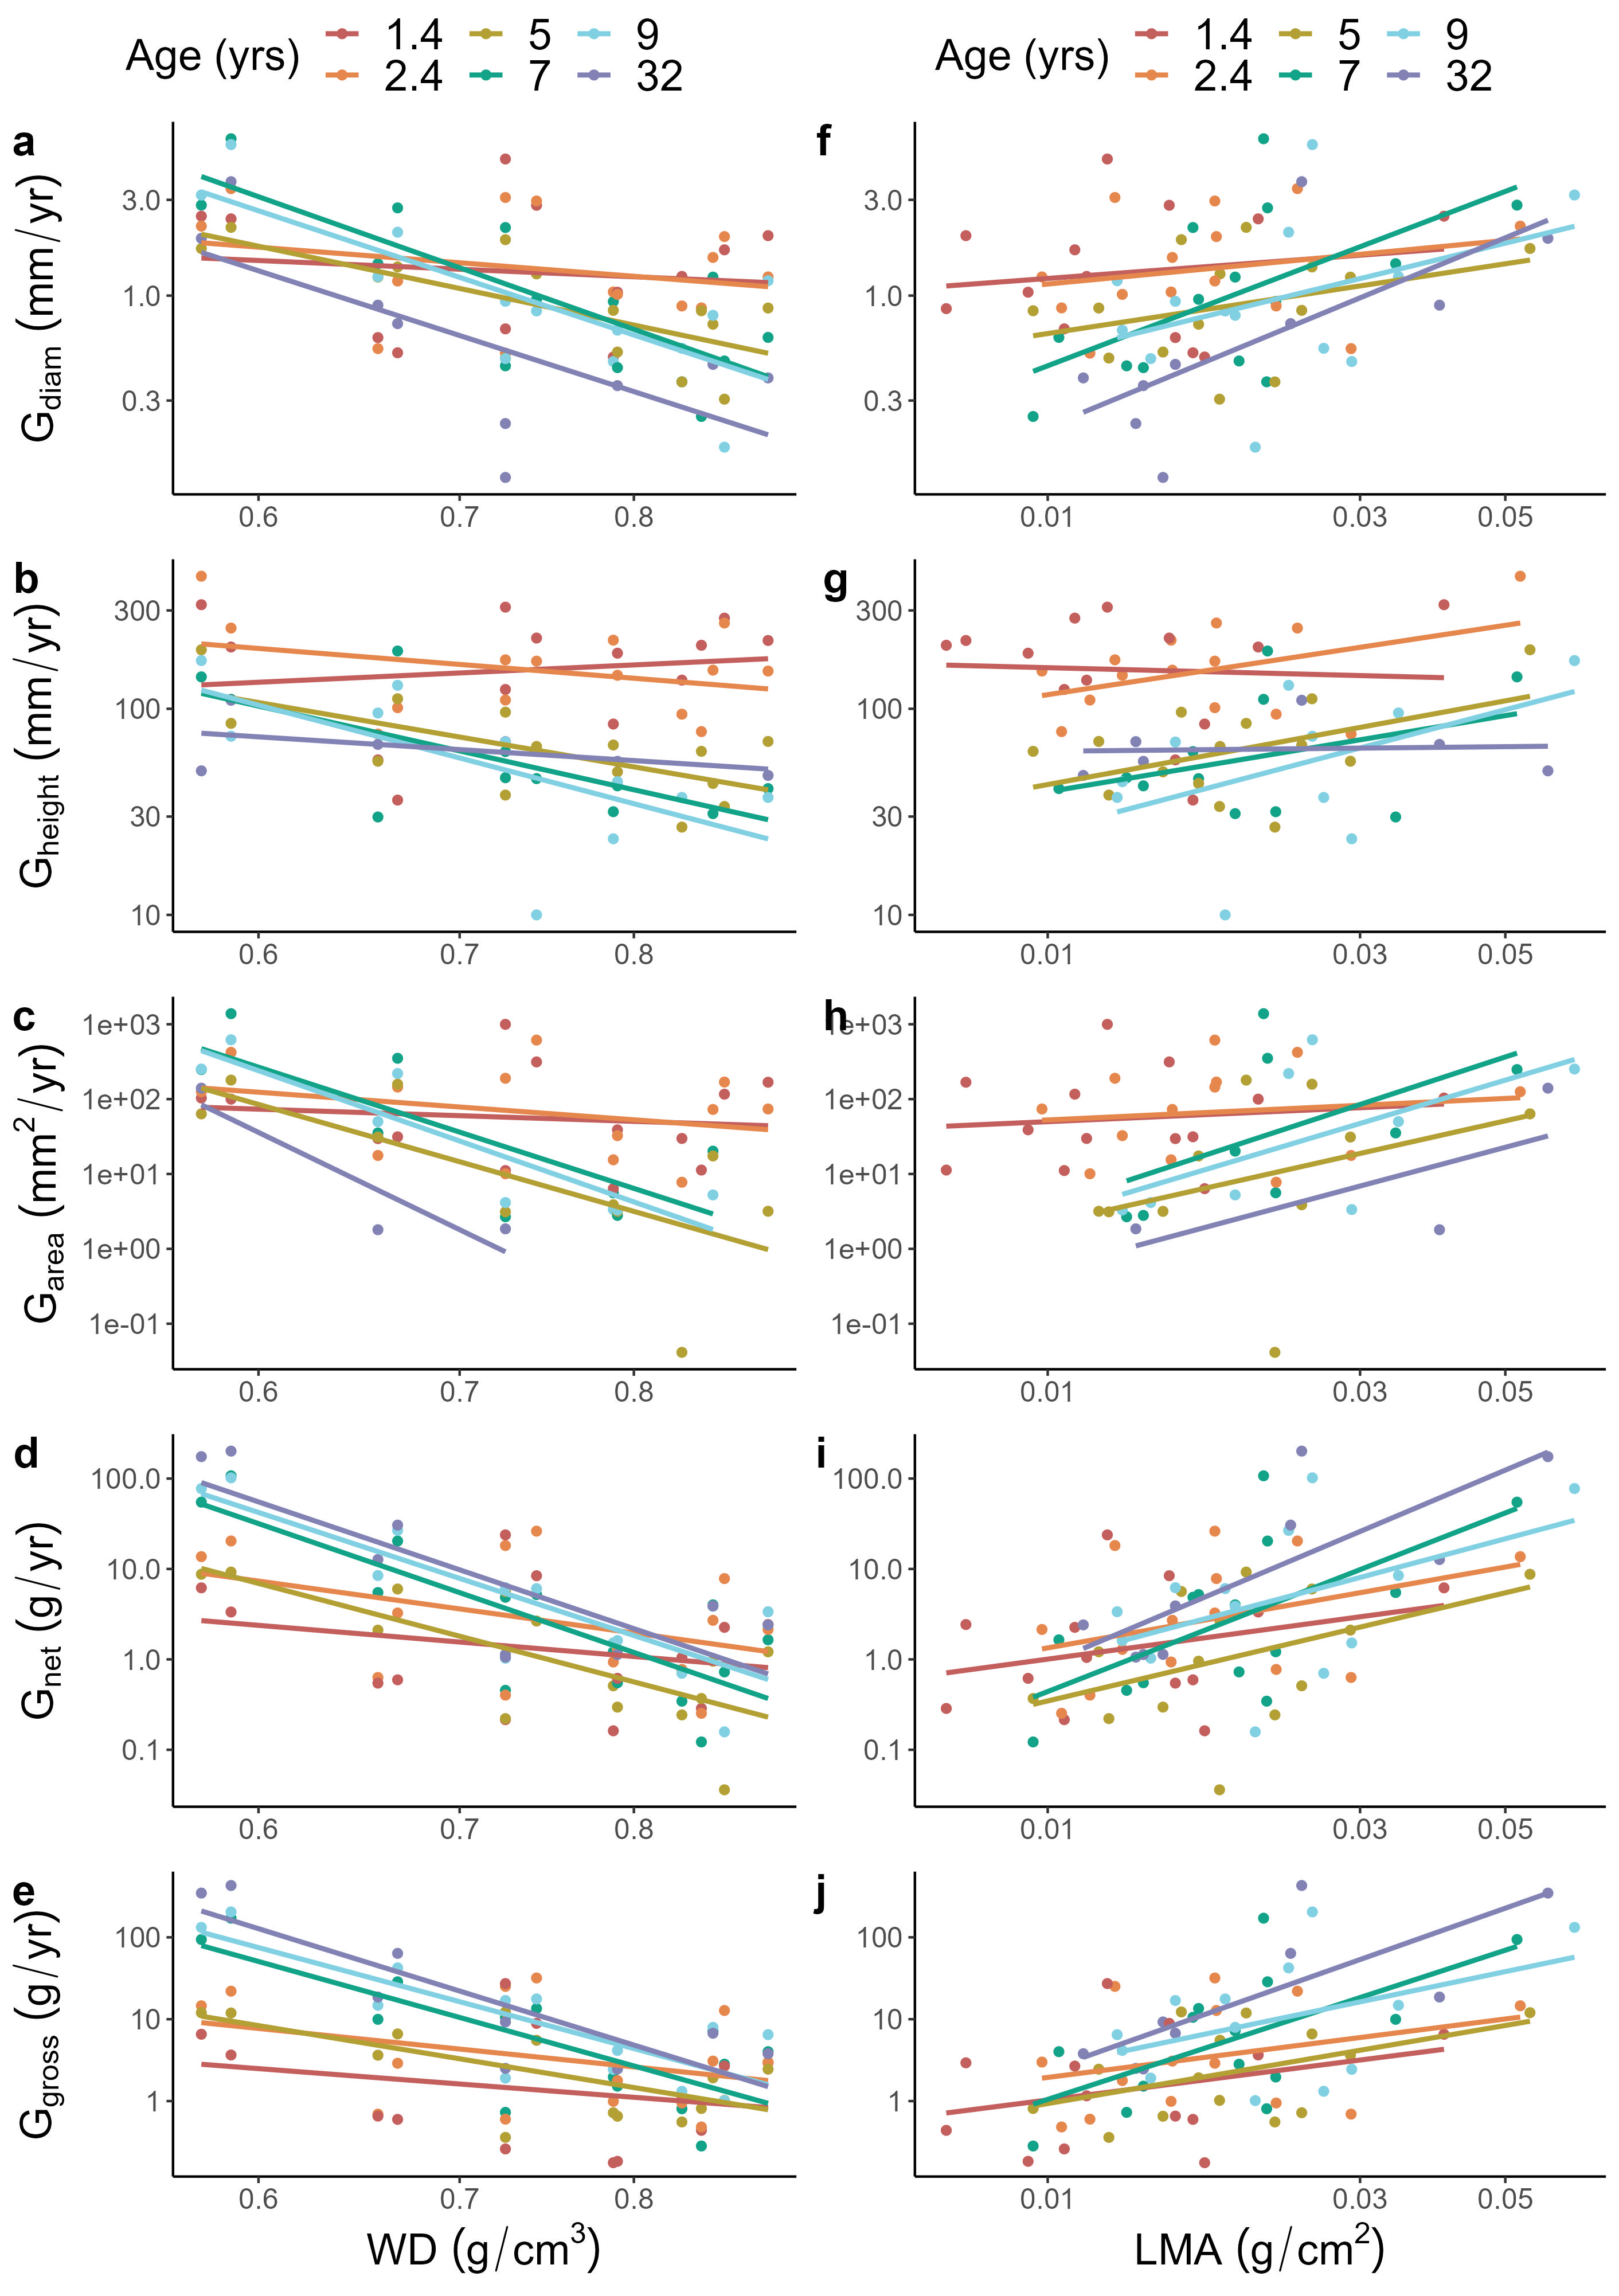 Age (yrs) 1.4 5 9
2.4 7 32
Age (yrs) 1.4 5 9
2.4 7 32
a
G_diam (mm/yr)
3.0
1.0
0.3
0.6 0.7 0.8
f
3.0
1.0
0.3
0.01 0.03 0.05
b
G_height (mm/yr)
300
100
30
10
0.6 0.7 0.8
g
300
100
30
10
0.01 0.03 0.05
c
G_area (mm²/yr)
1e+03
1e+02
1e+01
1e+00
1e-01
0.6 0.7 0.8
h
1e+03
1e+02
1e+01
1e+00
1e-01
0.01 0.03 0.05
d
G_net (g/yr)
100.0
10.0
1.0
0.1
0.6 0.7 0.8
i
100.0
10.0
1.0
0.1
0.01 0.03 0.05
e
G_gross (g/yr)
100
10
1
0.6 0.7 0.8
WD (g/cm³)
j
100
10
1
0.01 0.03 0.05
LMA (g/cm²)